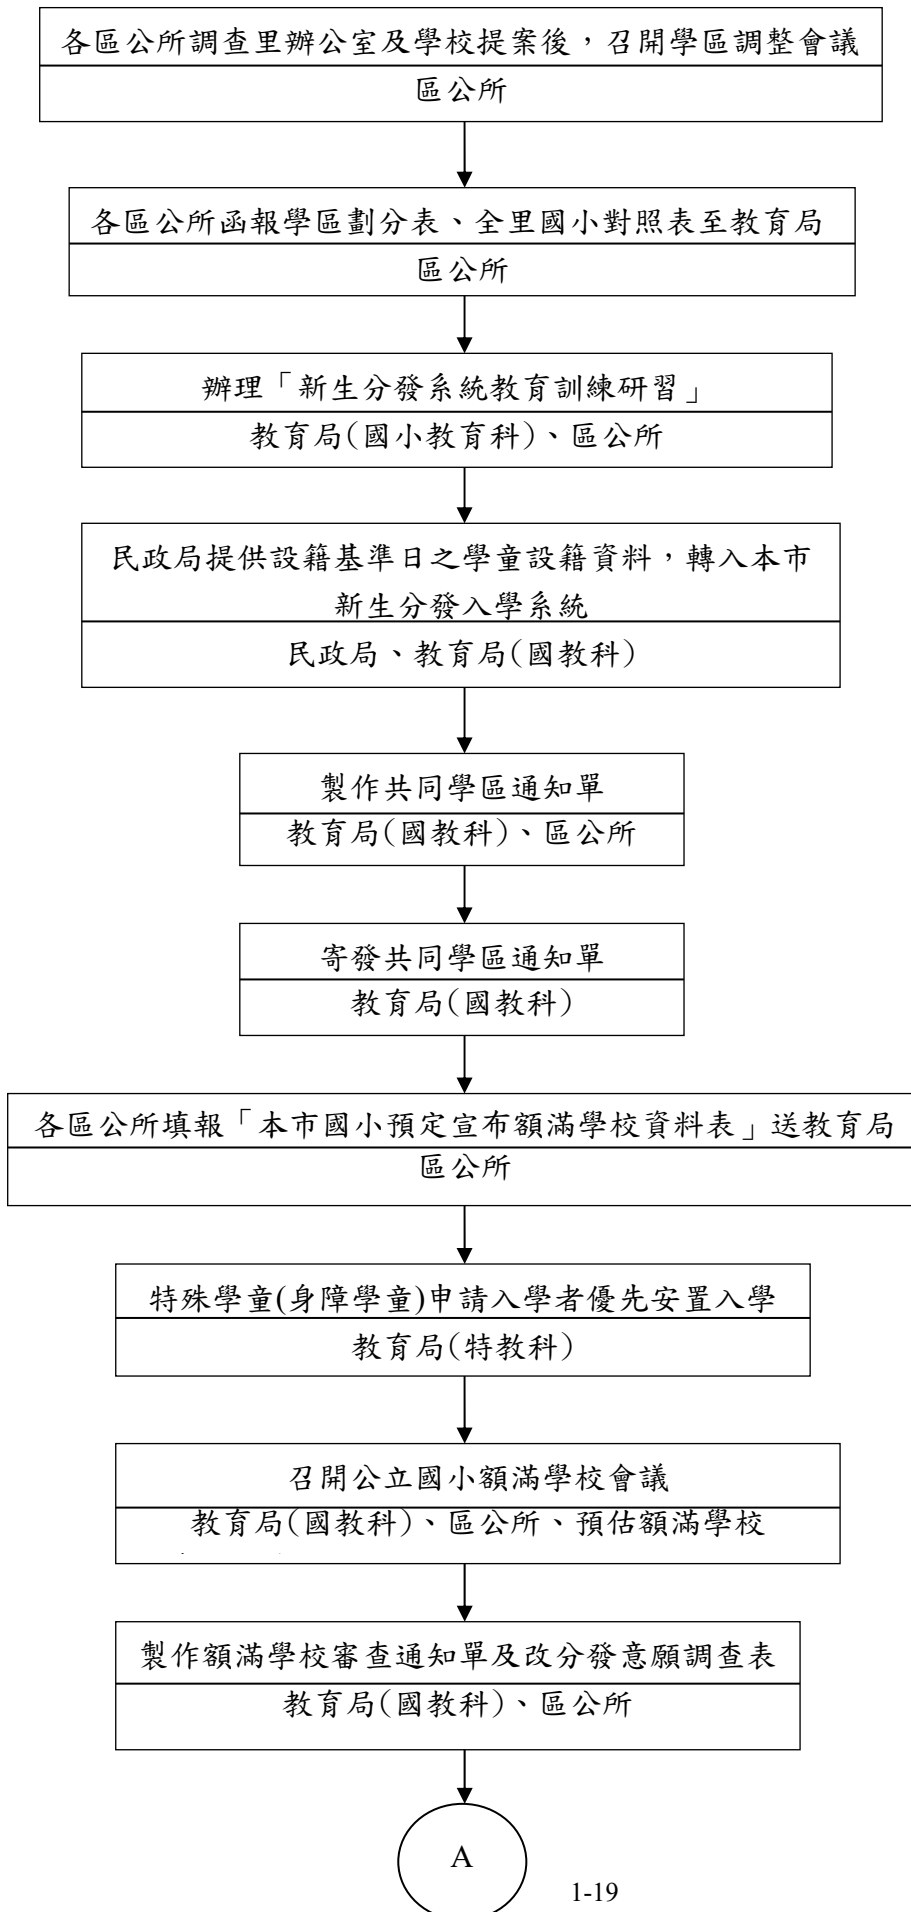 各區公所調查里辦公室及學校提案後，召開學區調整會議
區公所
各區公所函報學區劃分表、全里國小對照表至教育局
區公所
辦理「新生分發系統教育訓練研習」
教育局(國小教育科)、區公所
民政局提供設籍基準日之學童設籍資料，轉入本市
新生分發入學系統
民政局、教育局(國教科)
製作共同學區通知單
教育局(國教科)、區公所
寄發共同學區通知單
教育局(國教科)
各區公所填報「本市國小預定宣布額滿學校資料表」送教育局
區公所
特殊學童(身障學童)申請入學者優先安置入學
教育局(特教科)
召開公立國小額滿學校會議
教育局(國教科)、區公所、預估額滿學校
製作額滿學校審查通知單及改分發意願調查表
教育局(國教科)、區公所
A
1-19